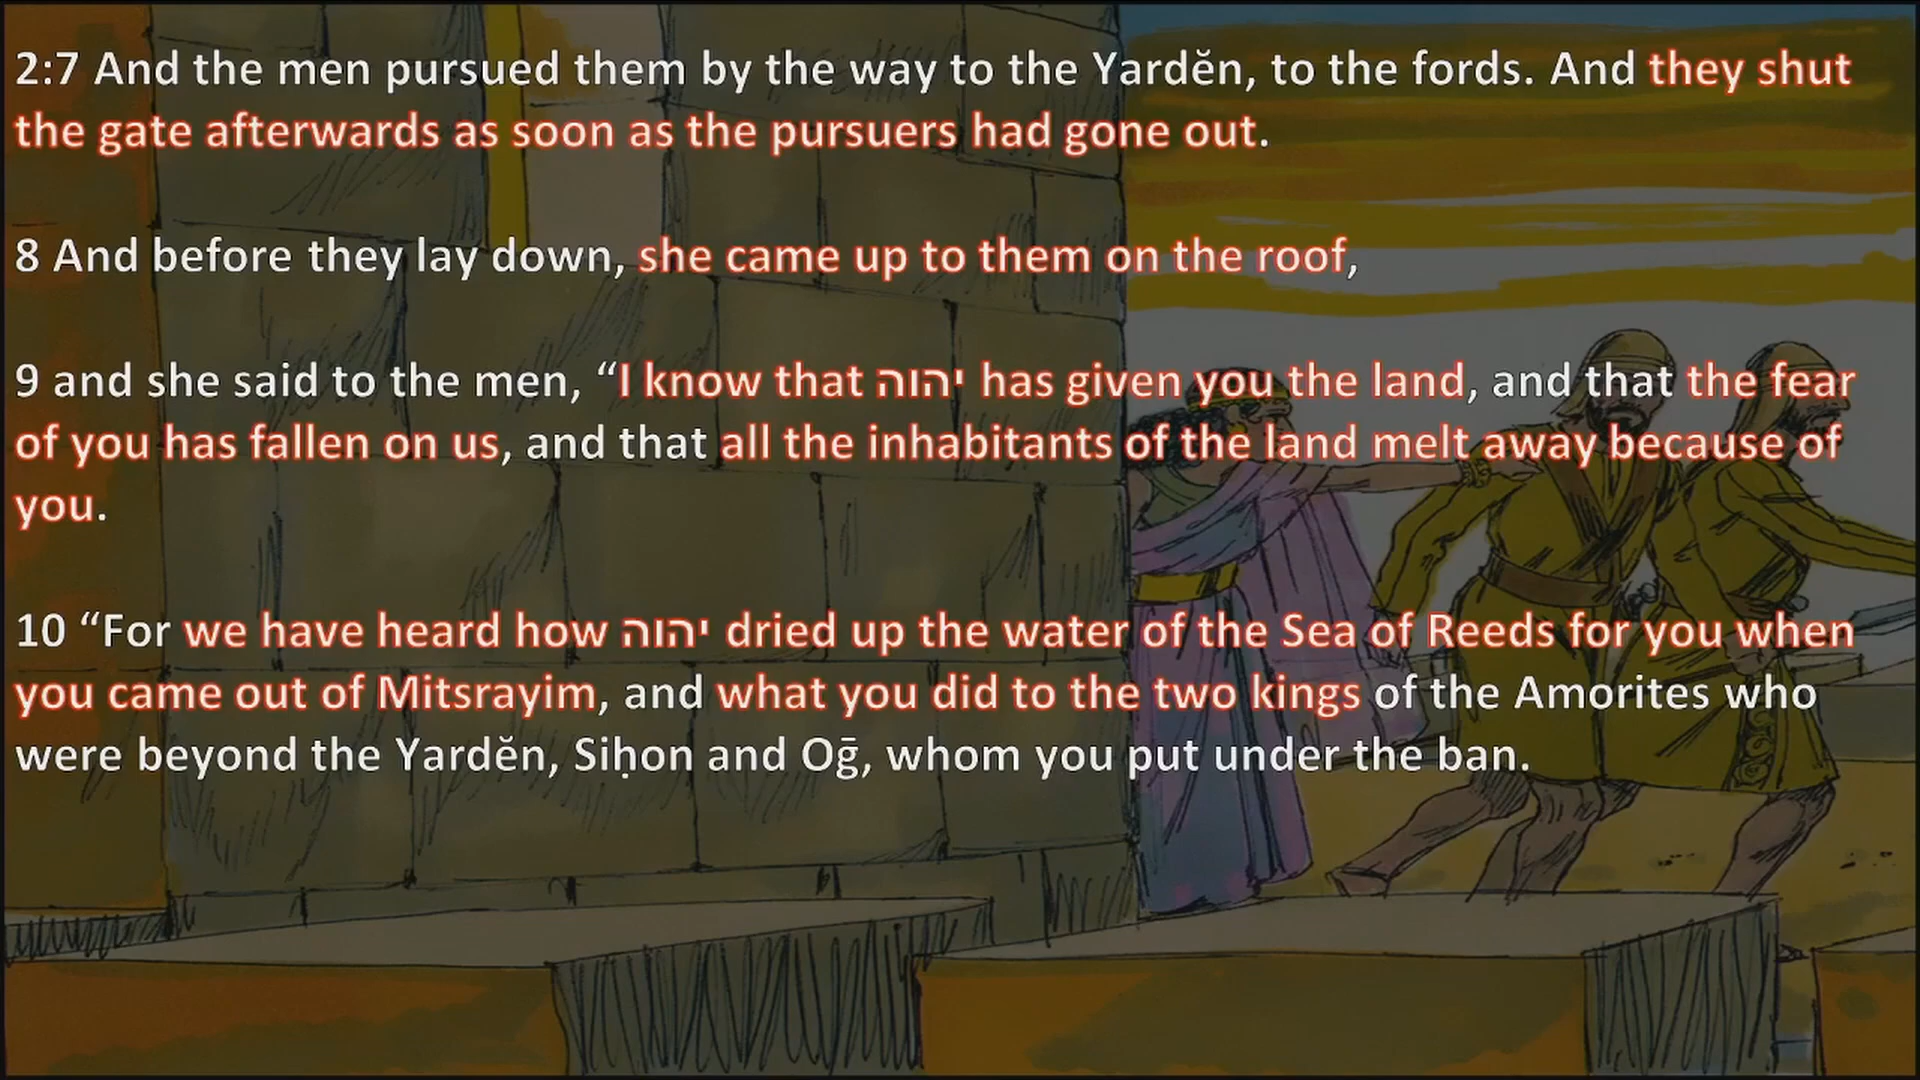 2:7 And the men pursued them by the way to the Yardĕn, to the fords. And they shut
the gate afterwards as soon as the pursuers had gone out.
8 And before they lay down, she came up to them on the roof,
9 and she said to the men, “I know that יהוה has given you the land, and that the fear
of you has fallen on us, and that all the inhabitants of the land melt away because of
you.
10 “For we have heard how יהוה dried up the water of the Sea of Reeds for you when
you came out of Mitsrayim, and what you did to the two kings of the Amorites who
were beyond the Yardĕn, Siḥon and Oḡ, whom you put under the ban.